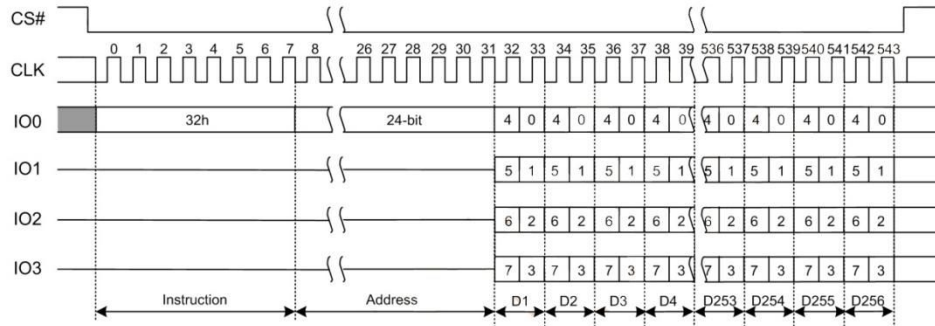 CS#
0 1 2 3 4 5 6 7 8 26 27 28 29 30 31 32 33 34 35 36 37 38 39 536 537 538 539 540 541 542 543
CLK
IO0 32h 24-bit 4 0 4 0 4 0 4 0 4 0 4 0 4 0 4 0
IO1 5 1 5 1 5 1 5 1 5 1 5 1 5 1 5 1
IO2 6 2 6 2 6 2 6 2 6 2 6 2 6 2 6 2
IO3 7 3 7 3 7 3 7 3 7 3 7 3 7 3 7 3
Instruction Address D1 D2 D3 D4 D253 D254 D255 D256